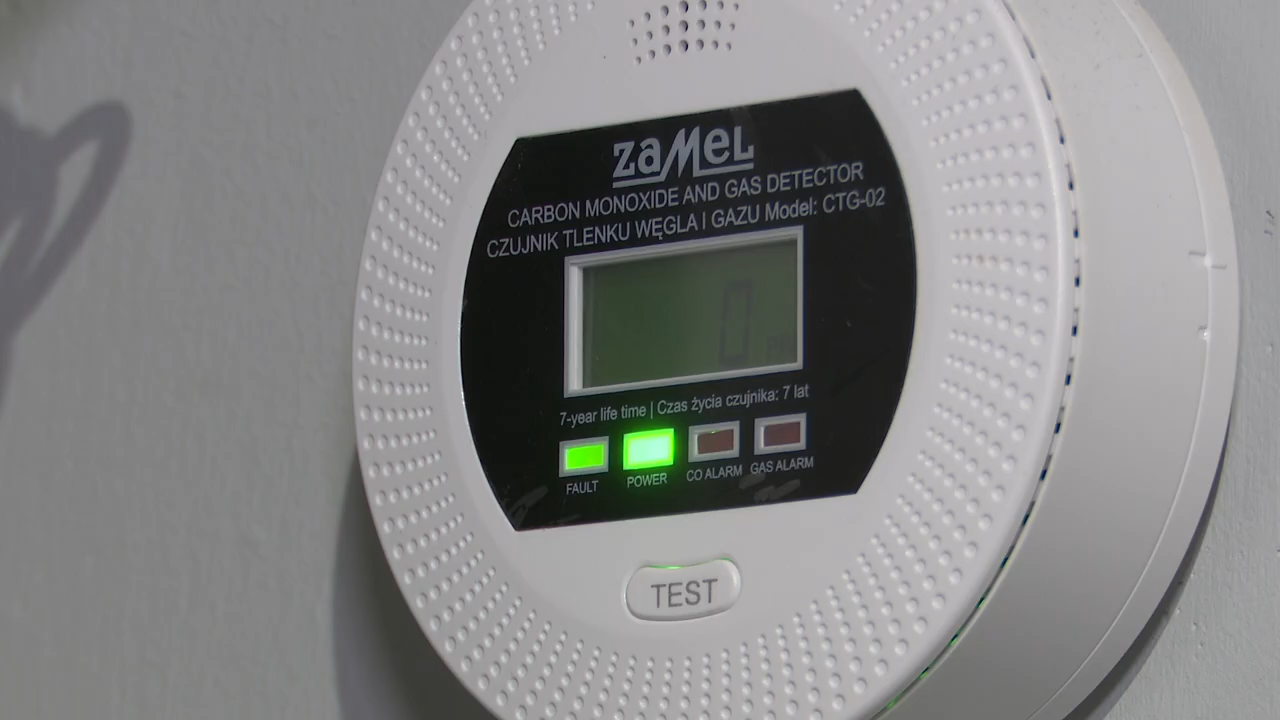 ZAMEL
CARBON MONOXIDE AND GAS DETECTOR
CZUJNIK TLENKU WĘGLA I GAZU Model: CTG-02
0
7-year life time | Czas życia czujnika: 7 lat
FAULT POWER CO ALARM GAS ALARM
TEST